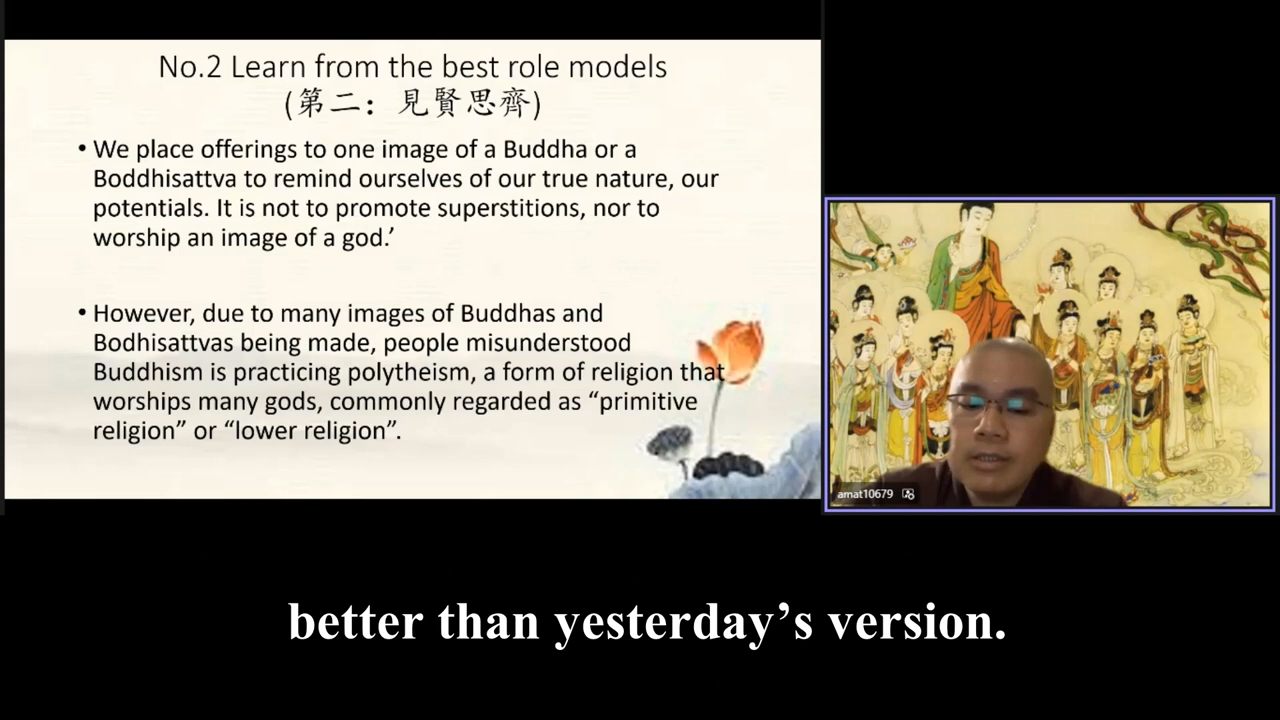 No.2 Learn from the best role models
(第二：見賢思齊)
• We place offerings to one image of a Buddha or a
Boddhisattva to remind ourselves of our true nature, our
potentials. It is not to promote superstitions, nor to
worship an image of a god.’
• However, due to many images of Buddhas and
Bodhisattvas being made, people misunderstood
Buddhism is practicing polytheism, a form of religion that
worships many gods, commonly regarded as “primitive
religion” or “lower religion”.
amat10679
better than yesterday’s version.